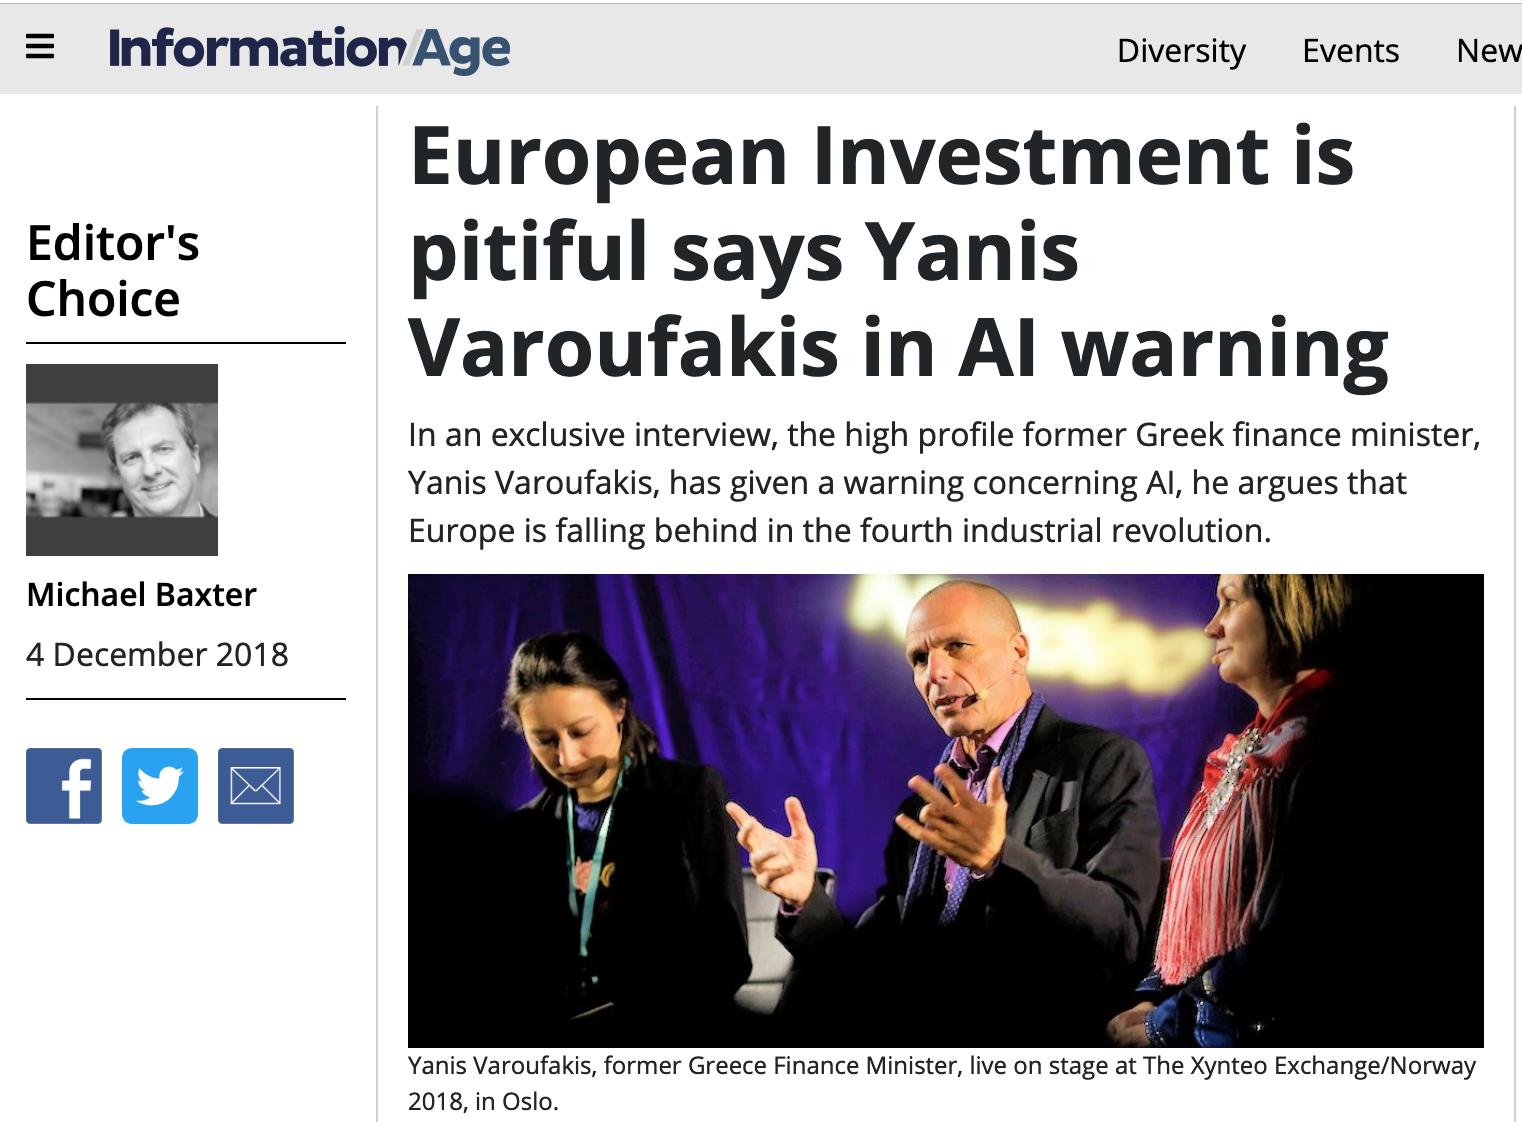 Information/Age
Diversity Events New
Editor's
Choice
Michael Baxter
4 December 2018
European Investment is
pitiful says Yanis
Varoufakis in AI warning
In an exclusive interview, the high profile former Greek finance minister,
Yanis Varoufakis, has given a warning concerning AI, he argues that
Europe is falling behind in the fourth industrial revolution.
Yanis Varoufakis, former Greece Finance Minister, live on stage at The Xynteo Exchange/Norway
2018, in Oslo.